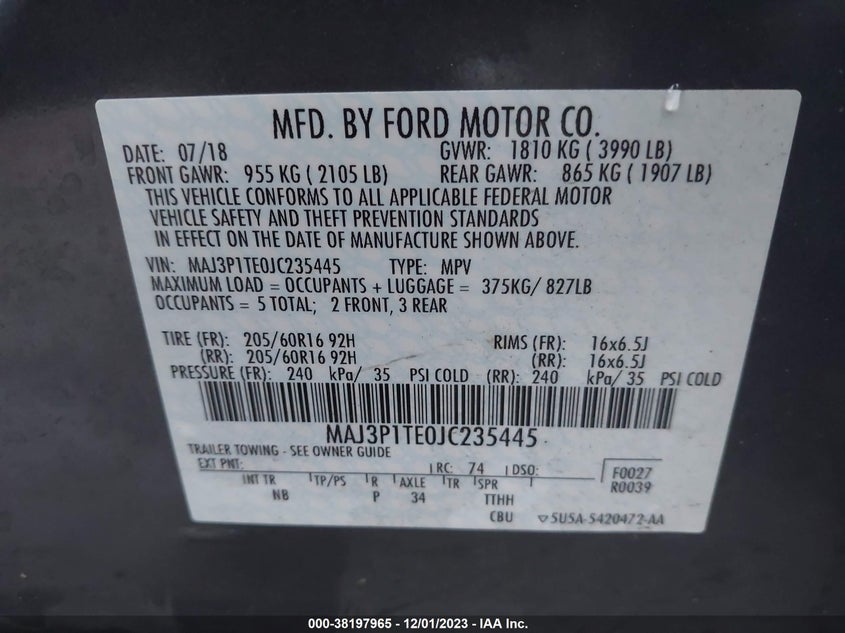 MFD. BY FORD MOTOR CO.
DATE: 07/18 GVWR: 1810 KG ( 3990 LB)
FRONT GAWR: 955 KG ( 2105 LB) REAR GAWR: 865 KG ( 1907 LB)
THIS VEHICLE CONFORMS TO ALL APPLICABLE FEDERAL MOTOR
VEHICLE SAFETY AND THEFT PREVENTION STANDARDS
IN EFFECT ON THE DATE OF MANUFACTURE SHOWN ABOVE.
VIN: MAJ3P1TE0JC235445 TYPE: MPV
MAXIMUM LOAD = OCCUPANTS + LUGGAGE = 375KG/ 827LB
OCCUPANTS = 5 TOTAL; 2 FRONT, 3 REAR
TIRE (FR): 205/60R16 92H RIMS (FR): 16x6.5J
(RR): 205/60R16 92H (RR): 16x6.5J
PRESSURE (FR): 240 kPa/ 35 PSI COLD (RR): 240 kPa/ 35 PSI COLD
MAJ3P1TE0JC235445
TRAILER TOWING - SEE OWNER GUIDE
EXT PNT: RC: 74 DSO: F0027
INT TR TP/PS R AXLE TR SPR R0039
NB P 34 TTHH
CBU 5U5A-5420472-AA
000-38197965 - 12/01/2023 - IAA Inc.